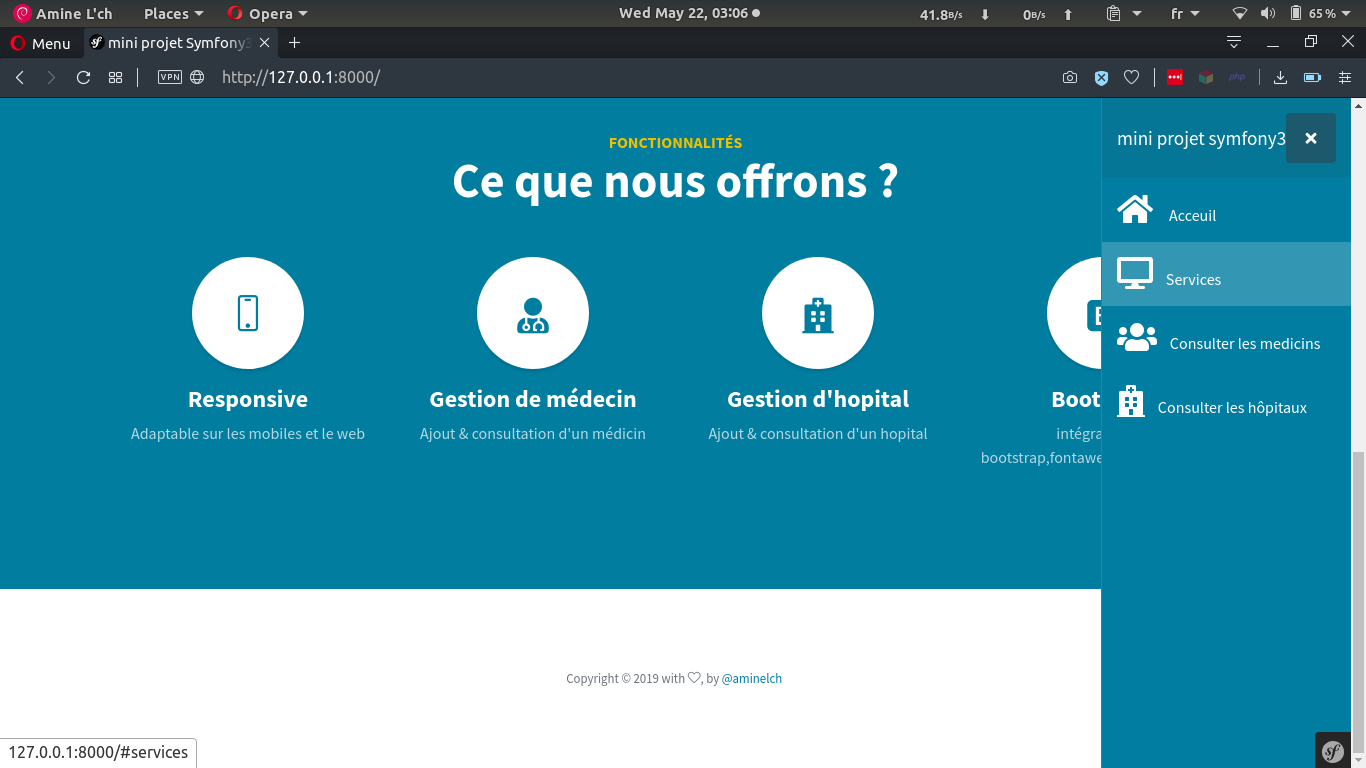 Amine L'ch Places Opera Wed May 22, 03:06 41.8B/s 0B/s fr 65 %
Menu mini projet Symfony3
VPN http://127.0.0.1:8000/ php
FONCTIONNALITÉS
Ce que nous offrons ?
Responsive
Adaptable sur les mobiles et le web
Gestion de médecin
Ajout & consultation d'un médicin
Gestion d'hopital
Ajout & consultation d'un hopital
Boot
intégra
bootstrap,fontawe
mini projet symfony3
Acceuil
Services
Consulter les medicins
Consulter les hôpitaux
Copyright © 2019 with ♡, by @aminelch
127.0.0.1:8000/#services
sf